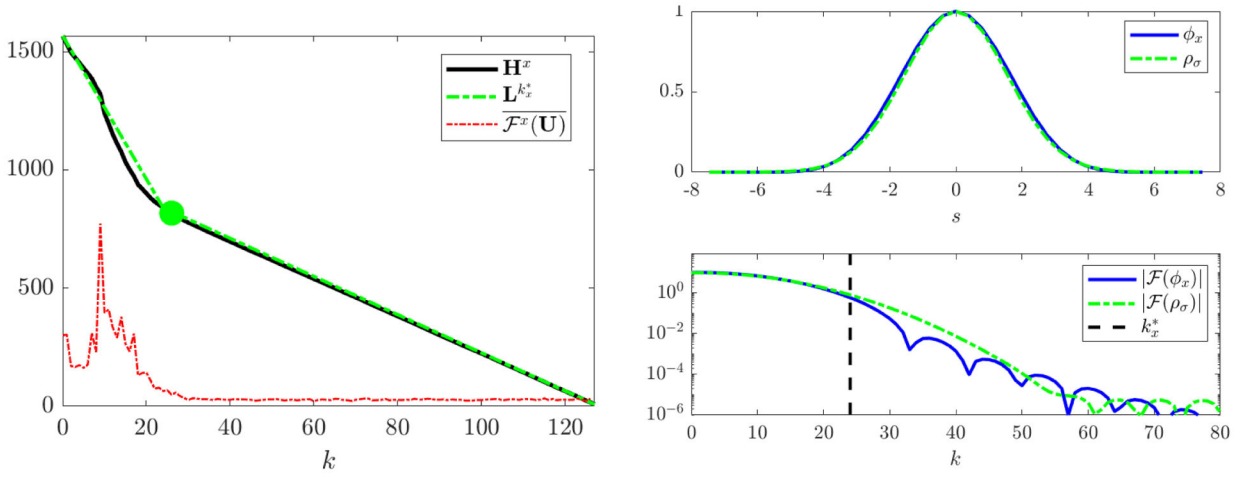 1500
1000
500
0
0 20 40 60 80 100 120
k
H^x
L^{k_x^*}
\overline{\mathcal{F}^x(U)}
1
0.5
0
-8 -6 -4 -2 0 2 4 6 8
s
ϕ_x
ρ_σ
10^0
10^{-2}
10^{-4}
10^{-6}
0 10 20 30 40 50 60 70 80
k
|\mathcal{F}(ϕ_x)|
|\mathcal{F}(ρ_σ)|
k_x^*